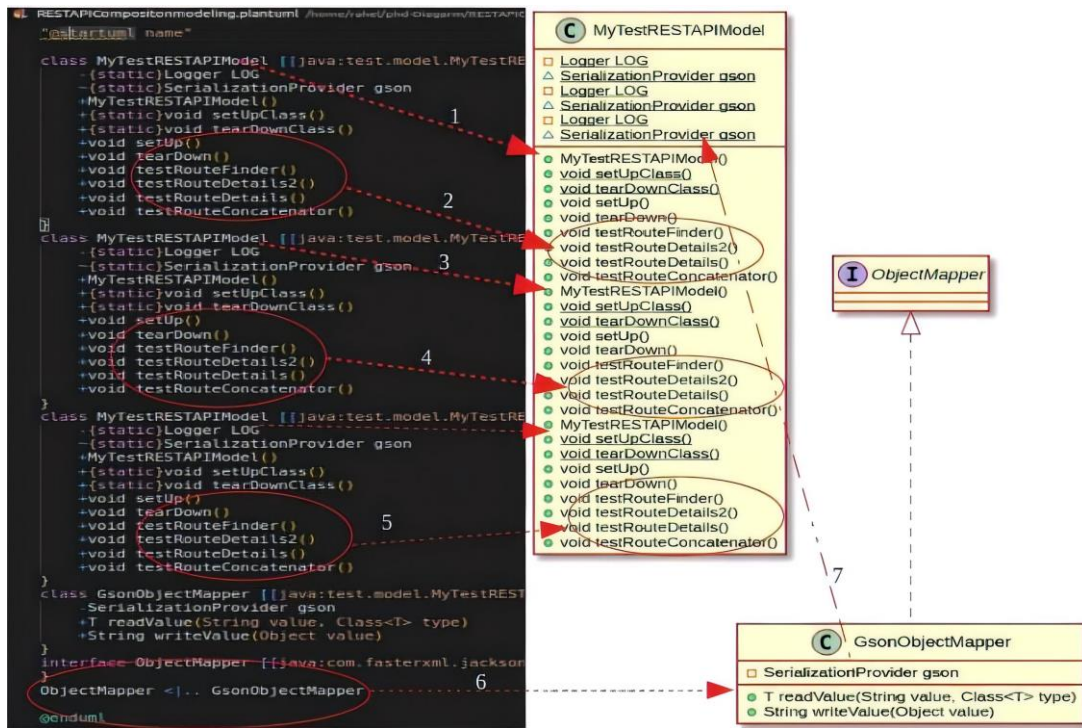 RESTAPICompositonmodeling.plantuml
"@startuml name"
class MyTestRESTAPIModel [[java:test.model.MyTestRES
-{static}Logger LOG
~{static}SerializationProvider gson
+MyTestRESTAPIModel()
+{static}void setUpClass()
+{static}void tearDownClass()
+void setUp()
+void tearDown()
+void testRouteFinder()
+void testRouteDetails2()
+void testRouteDetails()
+void testRouteConcatenator()
}
class MyTestRESTAPIModel [[java:test.model.MyTestRES
-{static}Logger LOG
~{static}SerializationProvider gson
+MyTestRESTAPIModel()
+{static}void setUpClass()
+{static}void tearDownClass()
+void setUp()
+void tearDown()
+void testRouteFinder()
+void testRouteDetails2()
+void testRouteDetails()
+void testRouteConcatenator()
}
class MyTestRESTAPIModel [[java:test.model.MyTestRE
-{static}Logger LOG
~{static}SerializationProvider gson
+MyTestRESTAPIModel()
+{static}void setUpClass()
+{static}void tearDownClass()
+void setUp()
+void tearDown()
+void testRouteFinder()
+void testRouteDetails2()
+void testRouteDetails()
+void testRouteConcatenator()
}
class GsonObjectMapper [[java:test.model.MyTestREST
-SerializationProvider gson
+T readValue(String value, Class<T> type)
+String writeValue(Object value)
}
interface ObjectMapper [[java:com.fasterxml.jackson
}
ObjectMapper <|.. GsonObjectMapper
@enduml
1
2
3
4
5
6
7
C MyTestRESTAPIModel
Logger LOG
SerializationProvider gson
Logger LOG
SerializationProvider gson
Logger LOG
SerializationProvider gson
MyTestRESTAPIModel()
void setUpClass()
void tearDownClass()
void setUp()
void tearDown()
void testRouteFinder()
void testRouteDetails2()
void testRouteDetails()
void testRouteConcatenator()
MyTestRESTAPIModel()
void setUpClass()
void tearDownClass()
void setUp()
void tearDown()
void testRouteFinder()
void testRouteDetails2()
void testRouteDetails()
void testRouteConcatenator()
MyTestRESTAPIModel()
void setUpClass()
void tearDownClass()
void setUp()
void tearDown()
void testRouteFinder()
void testRouteDetails2()
void testRouteDetails()
void testRouteConcatenator()
I ObjectMapper
C GsonObjectMapper
SerializationProvider gson
T readValue(String value, Class<T> type)
String writeValue(Object value)